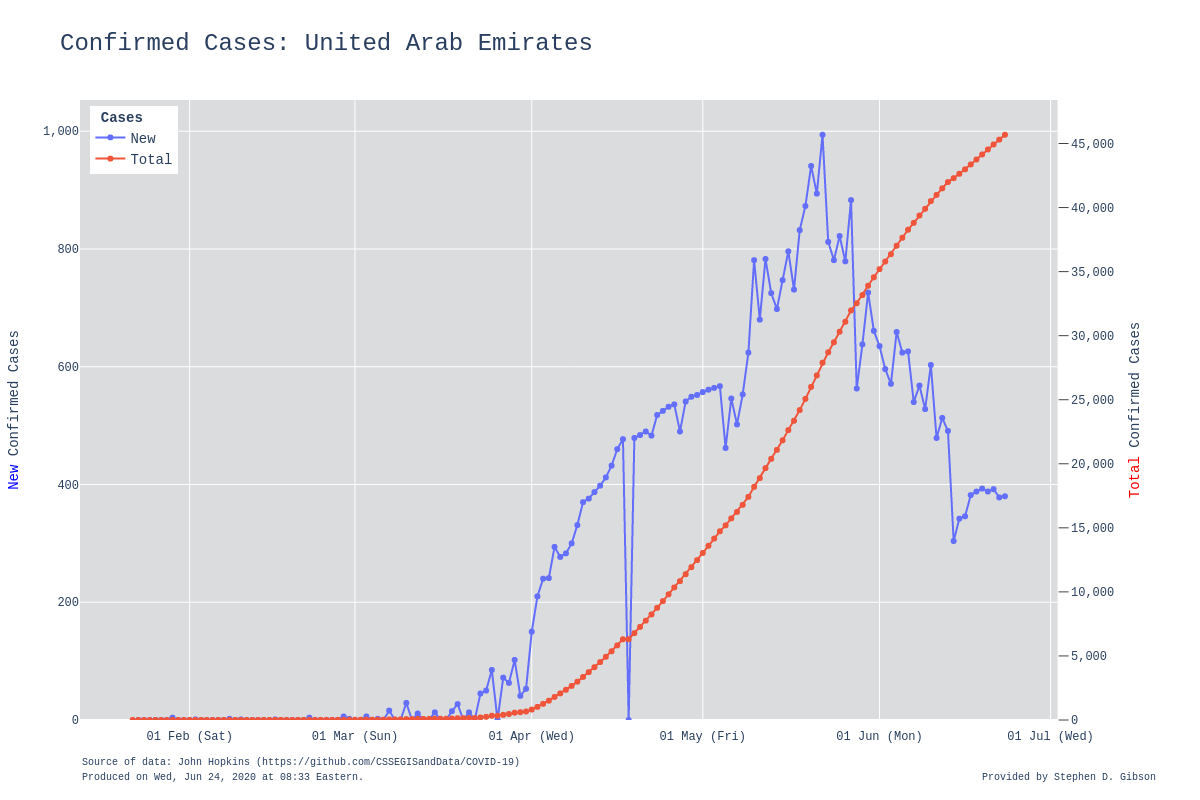 Confirmed Cases: United Arab Emirates
Cases
New
Total
1,000
800
600
400
200
0
New Confirmed Cases
45,000
40,000
35,000
30,000
25,000
20,000
15,000
10,000
5,000
0
Total Confirmed Cases
01 Feb (Sat)
01 Mar (Sun)
01 Apr (Wed)
01 May (Fri)
01 Jun (Mon)
01 Jul (Wed)
Source of data: John Hopkins (https://github.com/CSSEGISandData/COVID-19)
Produced on Wed, Jun 24, 2020 at 08:33 Eastern.
Provided by Stephen D. Gibson